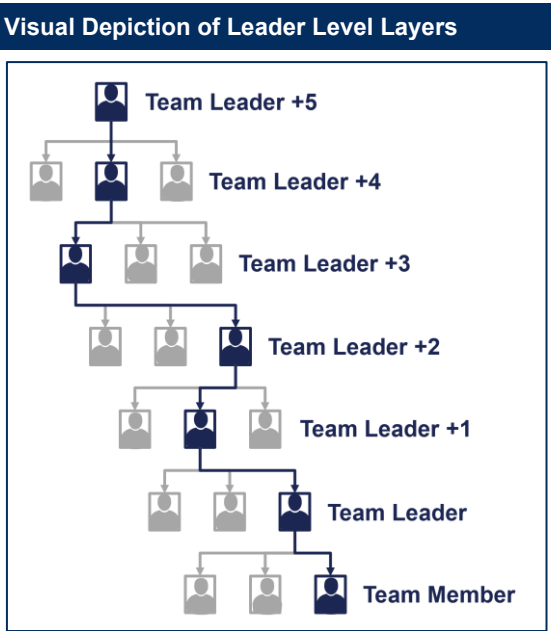 Visual Depiction of Leader Level Layers
Team Leader +5
Team Leader +4
Team Leader +3
Team Leader +2
Team Leader +1
Team Leader
Team Member